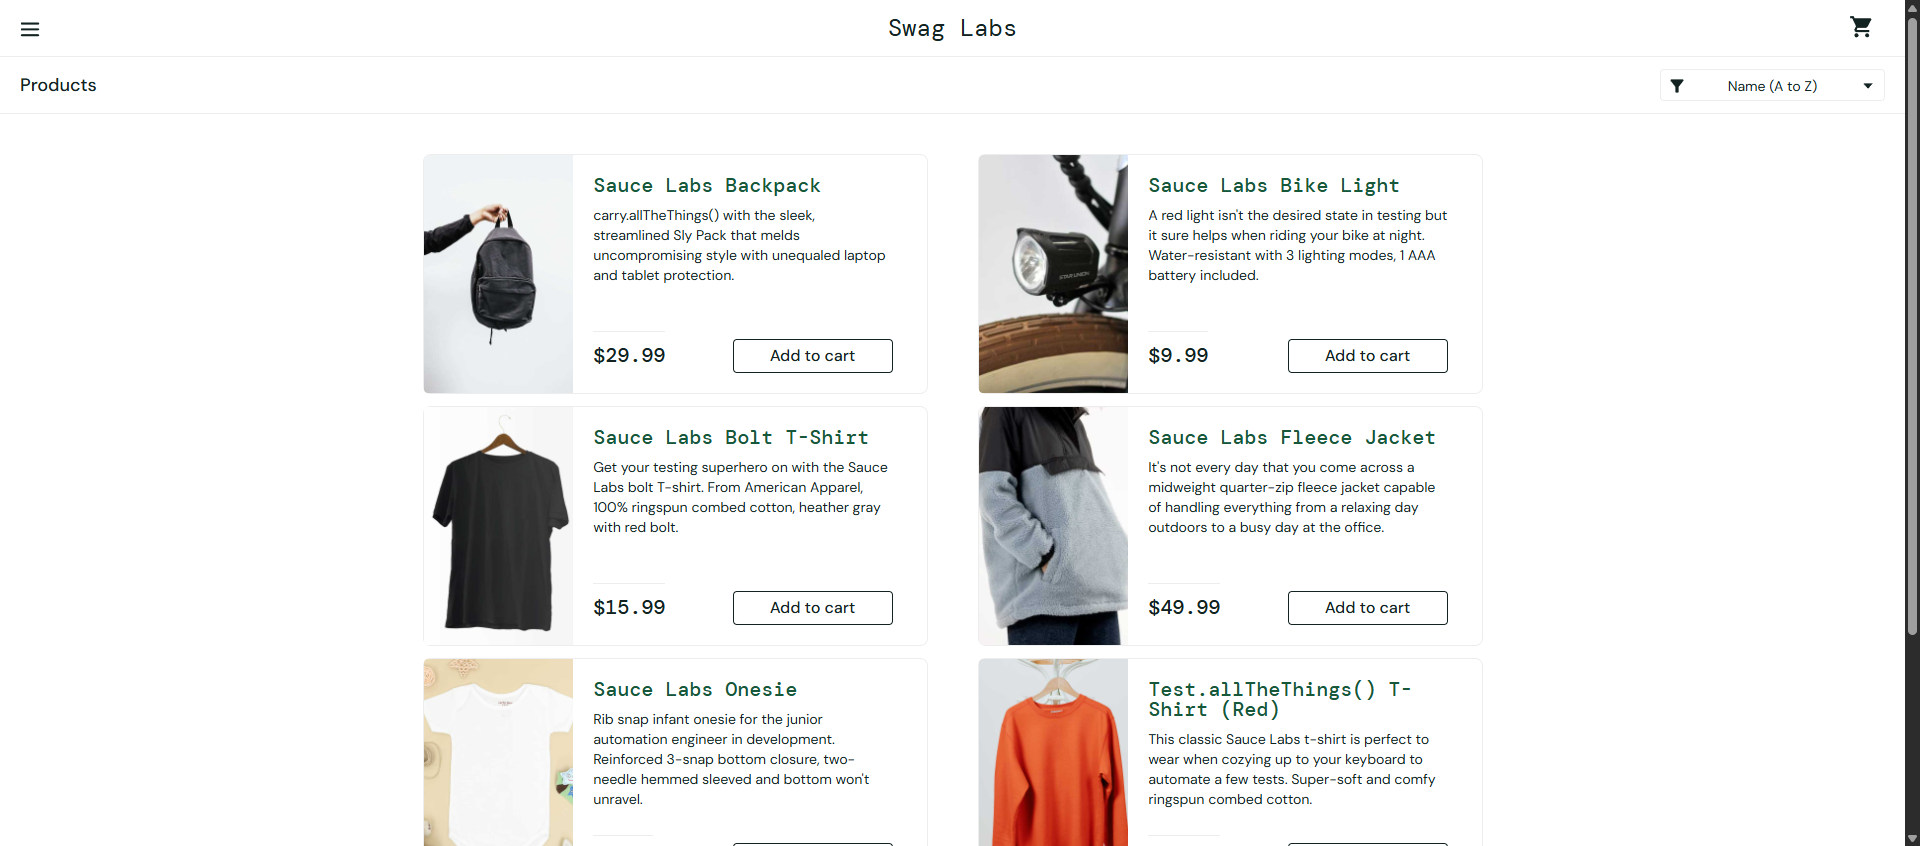 Swag Labs
Products
Name (A to Z)
Sauce Labs Backpack
carry.allTheThings() with the sleek,
streamlined Sly Pack that melds
uncompromising style with unequaled laptop
and tablet protection.
$29.99
Add to cart
Sauce Labs Bike Light
A red light isn't the desired state in testing but
it sure helps when riding your bike at night.
Water-resistant with 3 lighting modes, 1 AAA
battery included.
$9.99
Add to cart
Sauce Labs Bolt T-Shirt
Get your testing superhero on with the Sauce
Labs bolt T-shirt. From American Apparel,
100% ringspun combed cotton, heather gray
with red bolt.
$15.99
Add to cart
Sauce Labs Fleece Jacket
It's not every day that you come across a
midweight quarter-zip fleece jacket capable
of handling everything from a relaxing day
outdoors to a busy day at the office.
$49.99
Add to cart
Sauce Labs Onesie
Rib snap infant onesie for the junior
automation engineer in development.
Reinforced 3-snap bottom closure, two-
needle hemmed sleeved and bottom won't
unravel.
Test.allTheThings() T-
Shirt (Red)
This classic Sauce Labs t-shirt is perfect to
wear when cozying up to your keyboard to
automate a few tests. Super-soft and comfy
ringspun combed cotton.